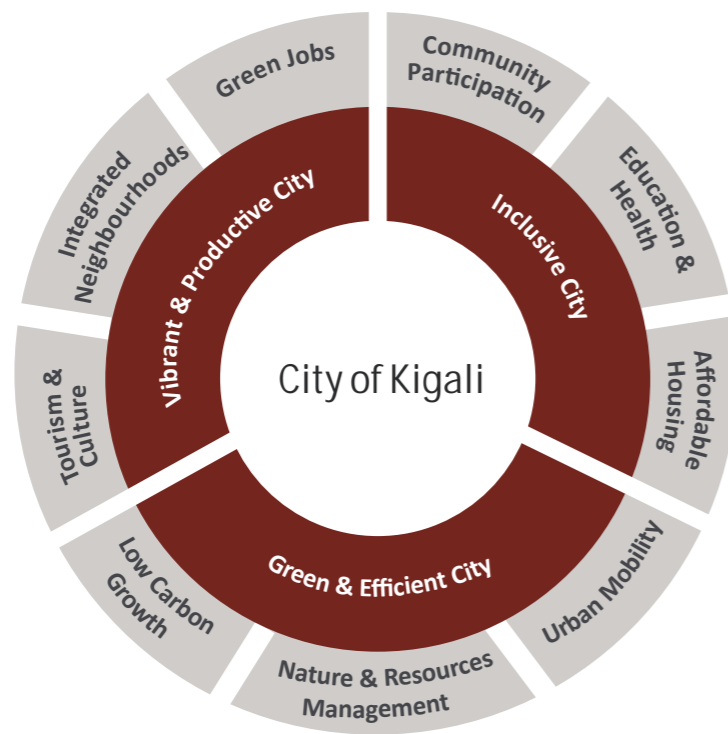 Green Jobs
Community
Participation
Integrated
Neighbourhoods
Vibrant & Productive City
Inclusive City
Education &
Health
City of Kigali
Tourism &
Culture
Affordable
Housing
Green & Efficient City
Low Carbon
Growth
Urban Mobility
Nature & Resources
Management